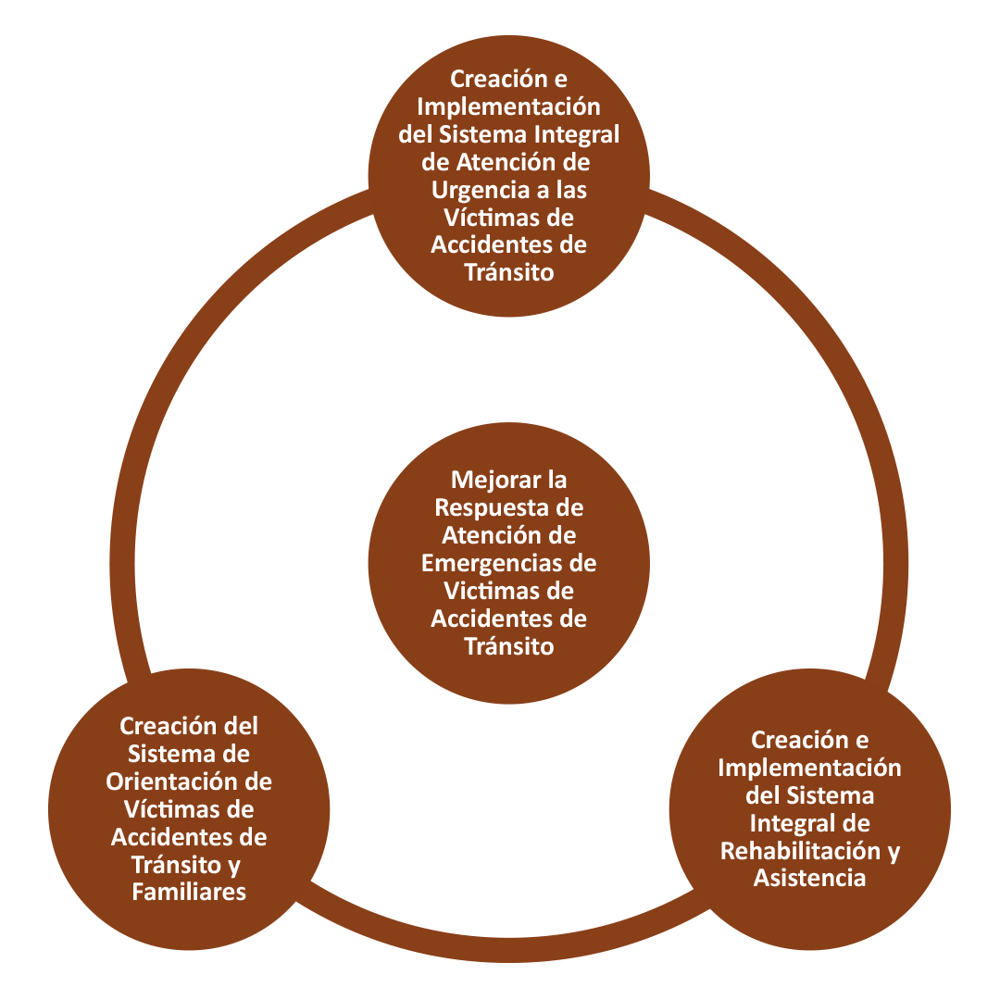 Creación e
Implementación
del Sistema Integral
de Atención de
Urgencia a las
Víctimas de
Accidentes de
Tránsito
Mejorar la
Respuesta de
Atención de
Emergencias de
Victimas de
Accidentes de
Tránsito
Creación del
Sistema de
Orientación de
Víctimas de
Accidentes de
Tránsito y
Familiares
Creación e
Implementación
del Sistema
Integral de
Rehabilitación y
Asistencia